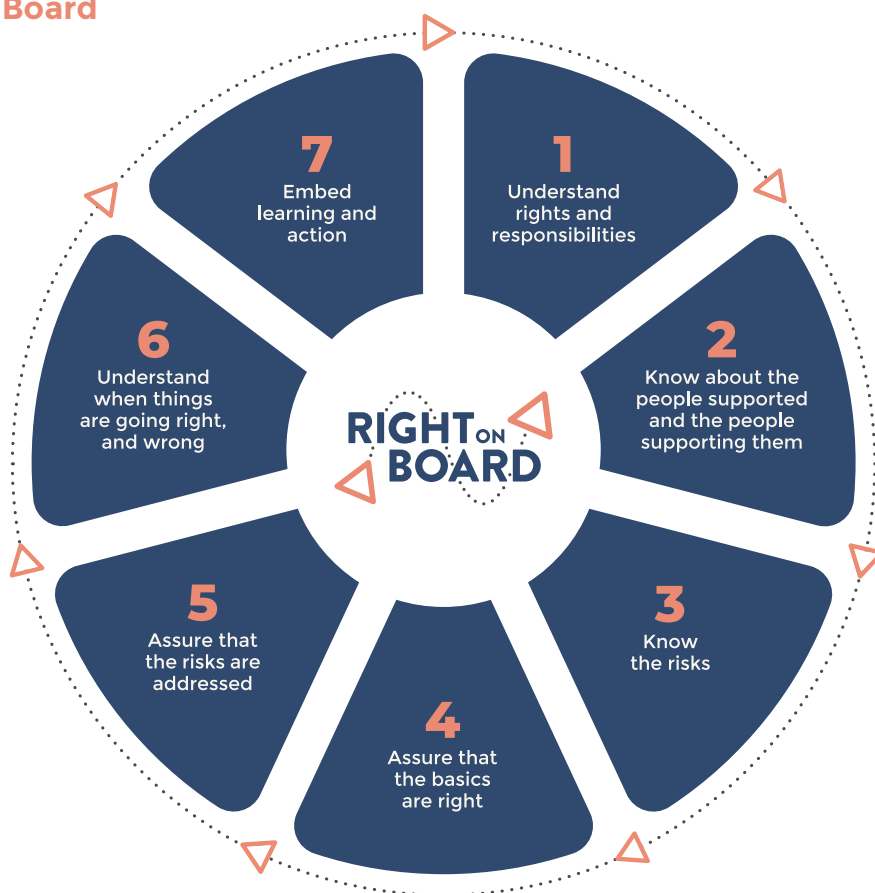 Board
1
Understand
rights and
responsibilities
2
Know about the
people supported
and the people
supporting them
3
Know
the risks
4
Assure that
the basics
are right
5
Assure that
the risks are
addressed
6
Understand
when things
are going right,
and wrong
7
Embed
learning and
action
RIGHT ON
BOARD